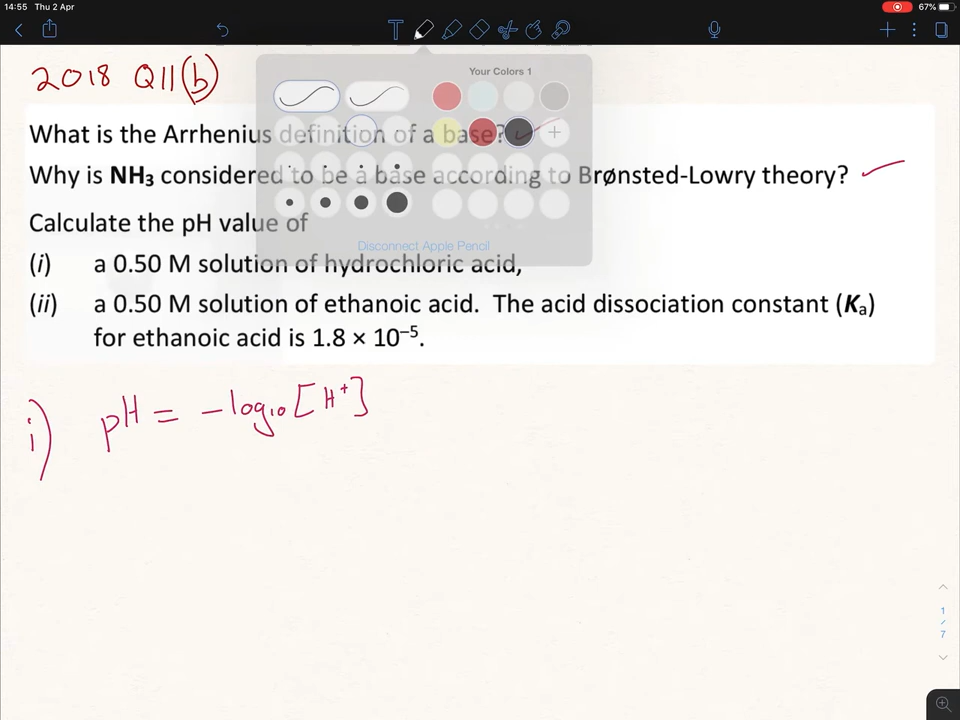 14:55 Thu 2 Apr
67%
T
Your Colors 1
2018 Q11(b)
What is the Arrhenius definition of a base?
Why is NH₃ considered to be a base according to Brønsted-Lowry theory?
Calculate the pH value of
Disconnect Apple Pencil
(i) a 0.50 M solution of hydrochloric acid,
(ii) a 0.50 M solution of ethanoic acid. The acid dissociation constant (Kₐ)
for ethanoic acid is 1.8 × 10⁻⁵.
i) pH = -log₁₀ [H⁺]
1
/
7